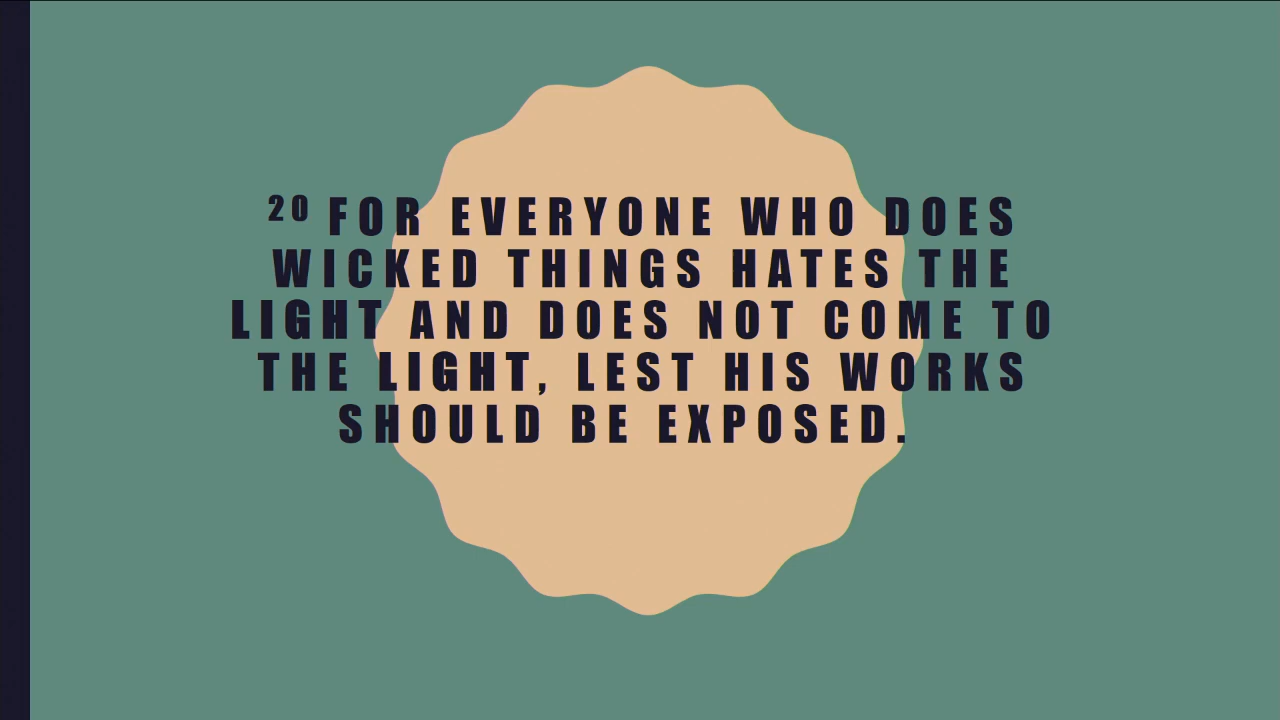 ²⁰ FOR EVERYONE WHO DOES
WICKED THINGS HATES THE
LIGHT AND DOES NOT COME TO
THE LIGHT, LEST HIS WORKS
SHOULD BE EXPOSED.